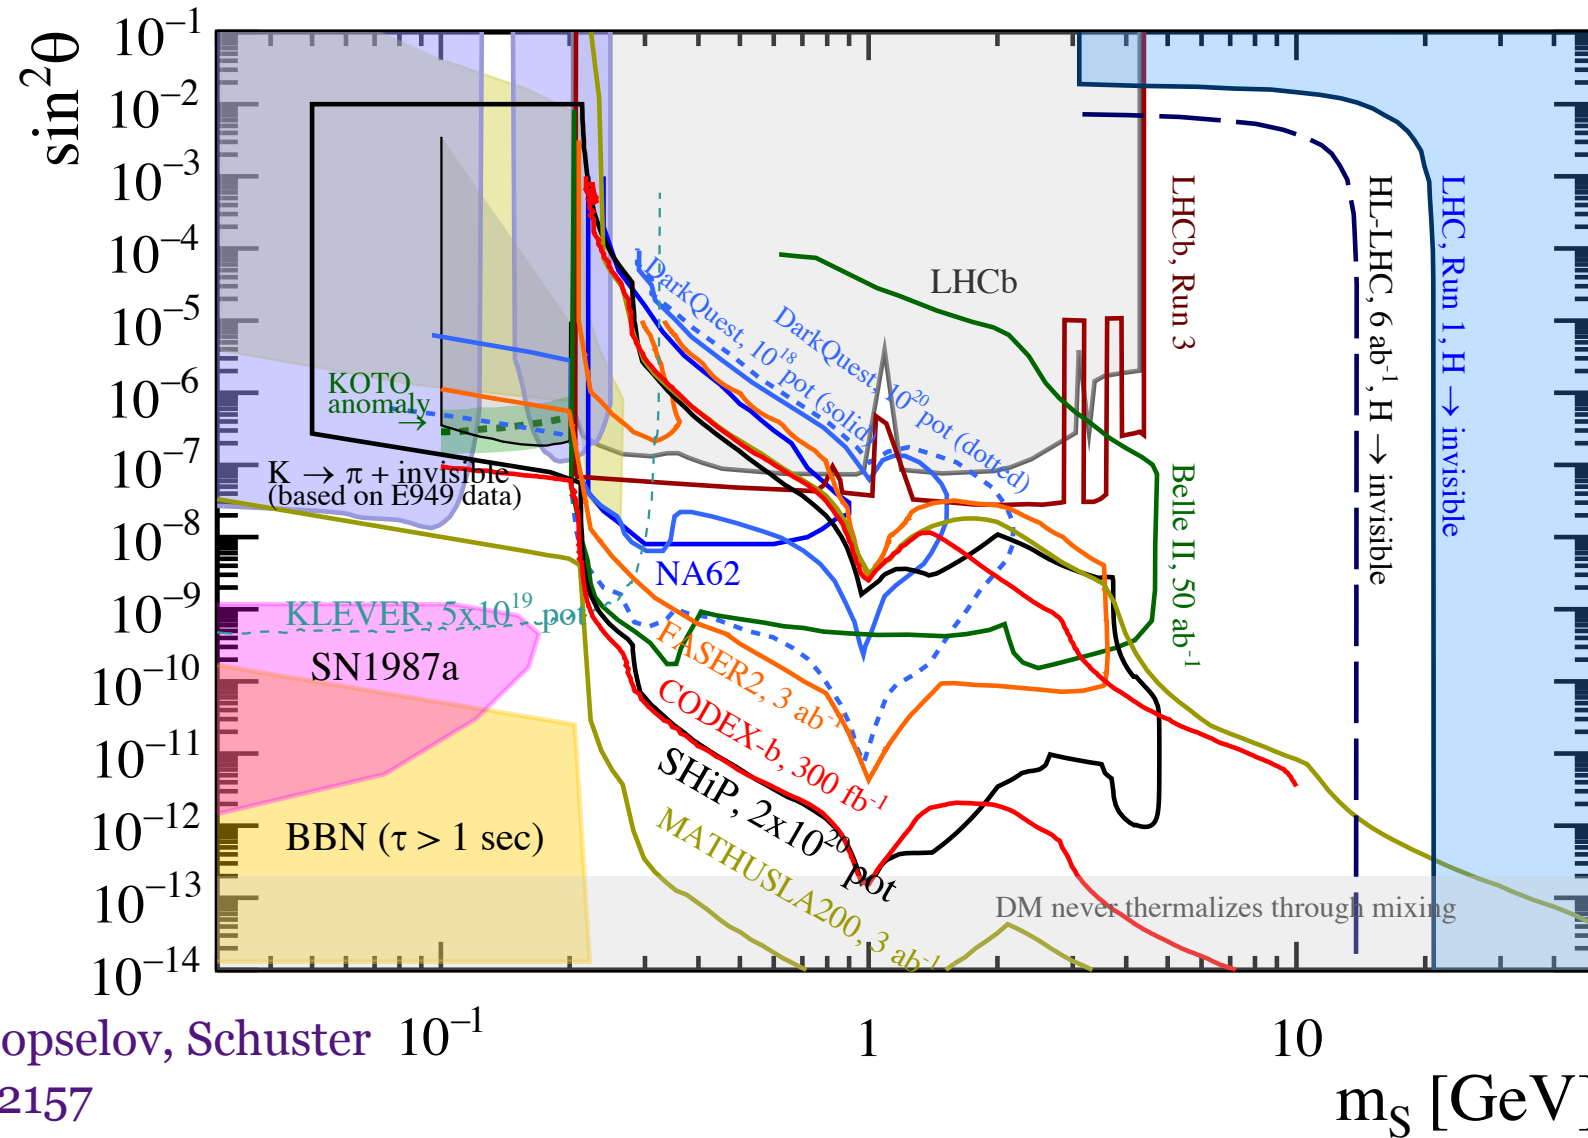 sin²θ
10⁻¹
10⁻²
10⁻³
10⁻⁴
10⁻⁵
10⁻⁶
10⁻⁷
10⁻⁸
10⁻⁹
10⁻¹⁰
10⁻¹¹
10⁻¹²
10⁻¹³
10⁻¹⁴
LHCb
DarkQuest, 10¹⁸ pot (solid)
DarkQuest, 10²⁰ pot (dotted)
LHCb, Run 3
HL-LHC, 6 ab⁻¹, H → invisible
LHC, Run 1, H → invisible
KOTO
anomaly
→
K → π + invisible
(based on E949 data)
Belle II, 50 ab⁻¹
NA62
KLEVER, 5x10¹⁹ pot
SN1987a
FASER2, 3 ab⁻¹
CODEX-b, 300 fb⁻¹
SHiP, 2x10²⁰ pot
MATHUSLA200, 3 ab⁻¹
BBN (τ > 1 sec)
DM never thermalizes through mixing
10⁻¹
1
10
m_S [GeV]
opselov, Schuster
2157